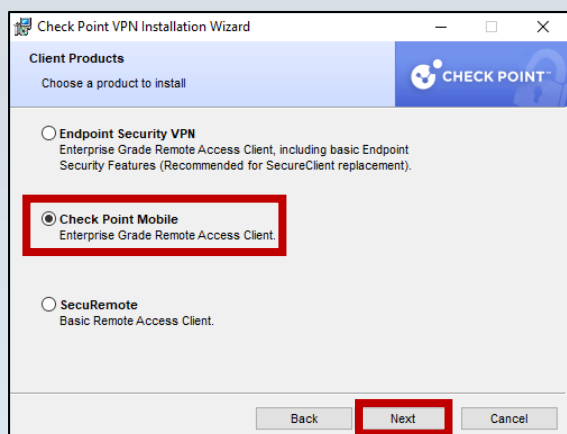 Check Point VPN Installation Wizard
Client Products
Choose a product to install
CHECK POINT™
Endpoint Security VPN
Enterprise Grade Remote Access Client, including basic Endpoint
Security Features (Recommended for SecureClient replacement).
Check Point Mobile
Enterprise Grade Remote Access Client.
SecuRemote
Basic Remote Access Client.
Back Next Cancel